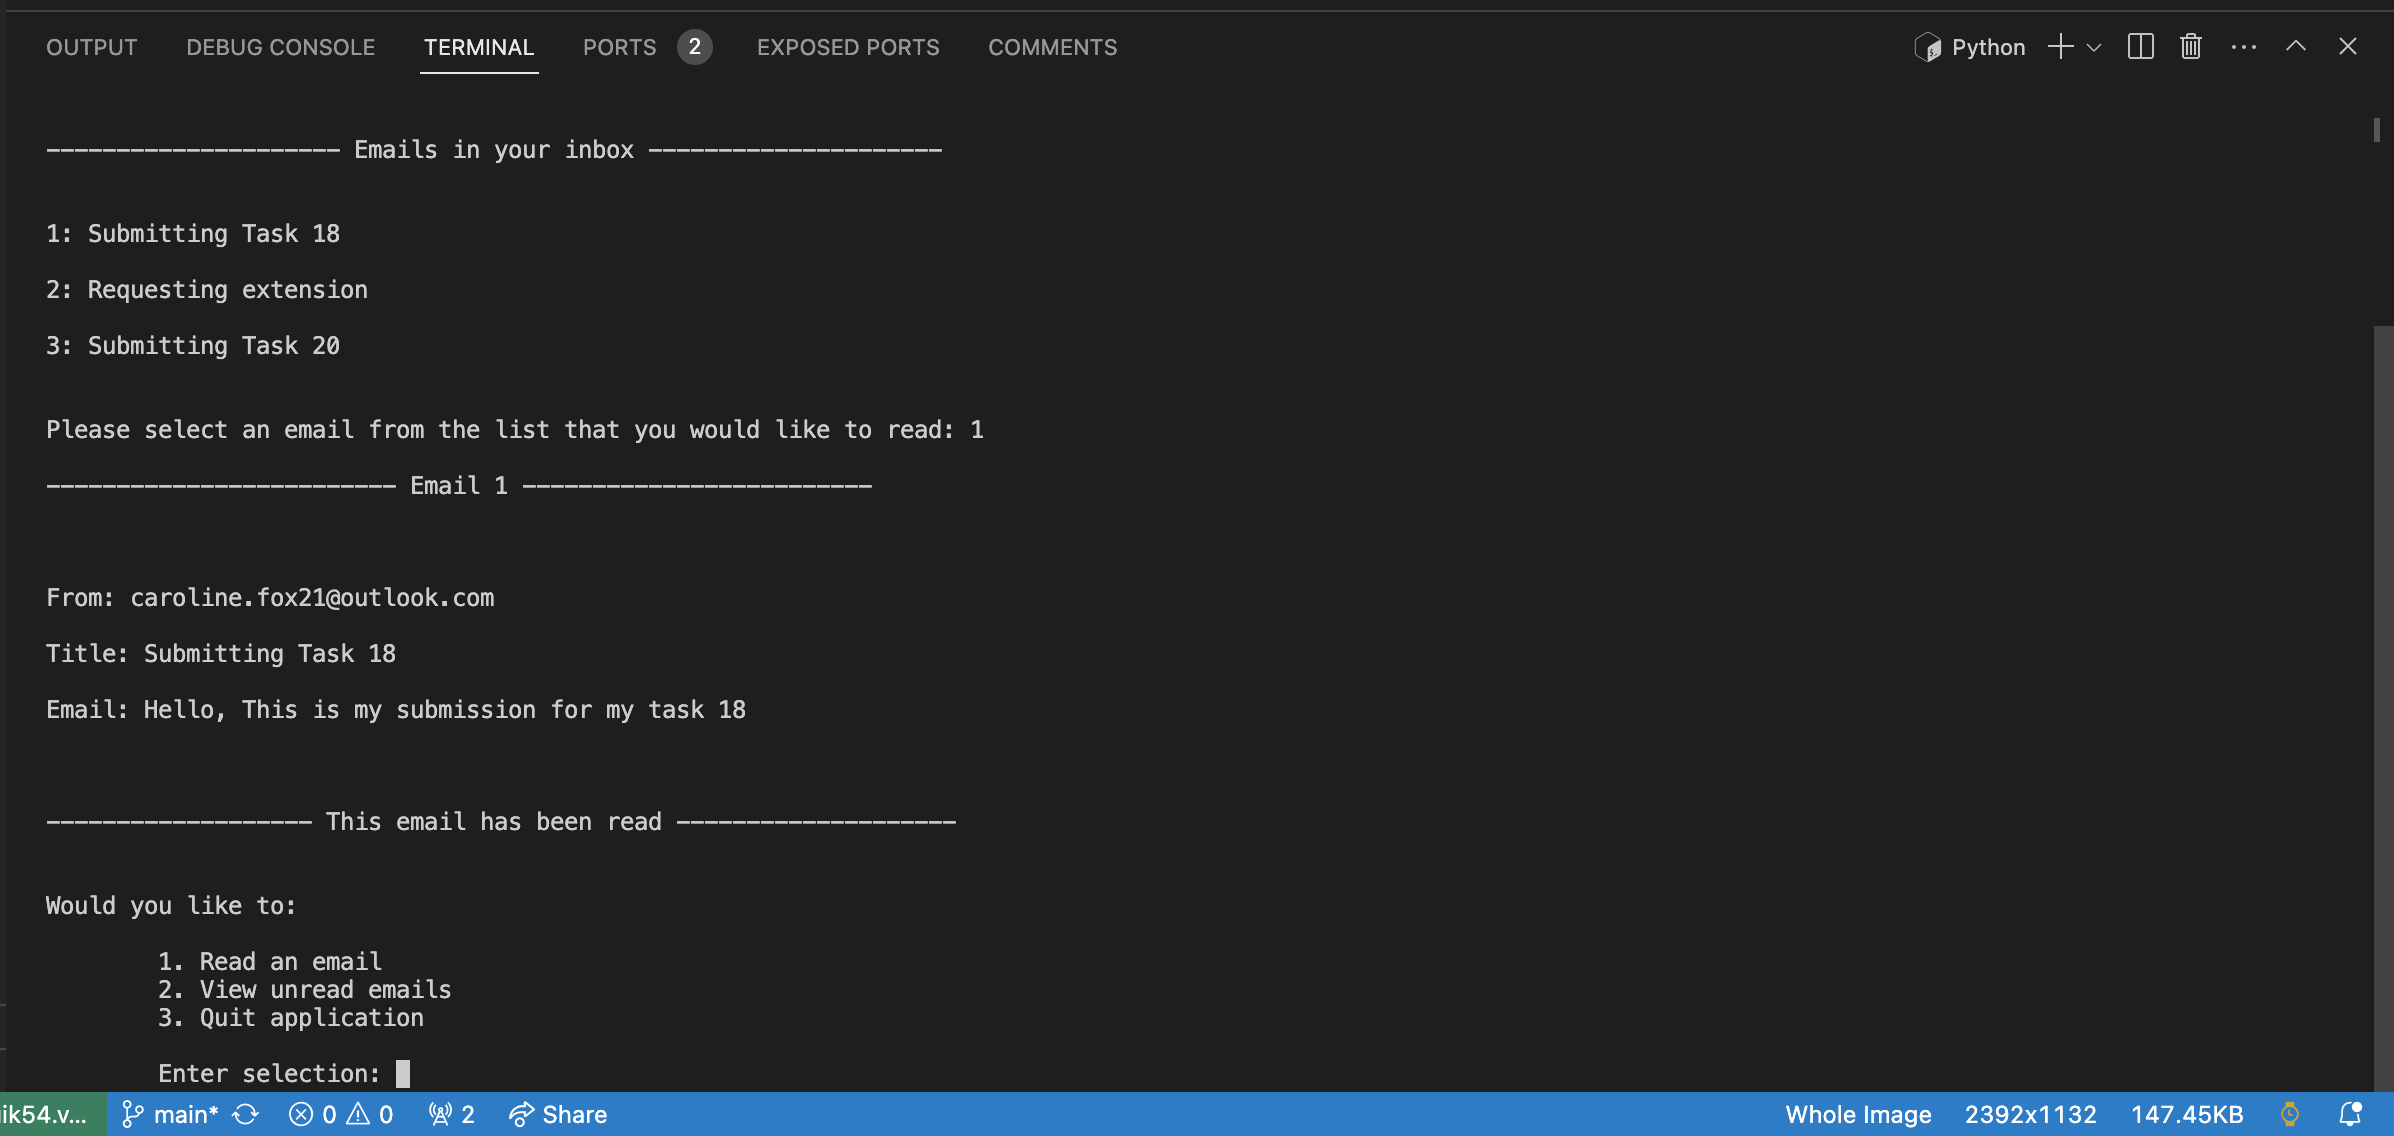 OUTPUT DEBUG CONSOLE TERMINAL PORTS 2 EXPOSED PORTS COMMENTS Python
--------------------- Emails in your inbox ---------------------
1: Submitting Task 18
2: Requesting extension
3: Submitting Task 20
Please select an email from the list that you would like to read: 1
------------------------- Email 1 -------------------------
From: caroline.fox21@outlook.com
Title: Submitting Task 18
Email: Hello, This is my submission for my task 18
------------------- This email has been read --------------------
Would you like to:
1. Read an email
2. View unread emails
3. Quit application
Enter selection:
ik54.v... main* 0 0 2 Share Whole Image 2392x1132 147.45KB